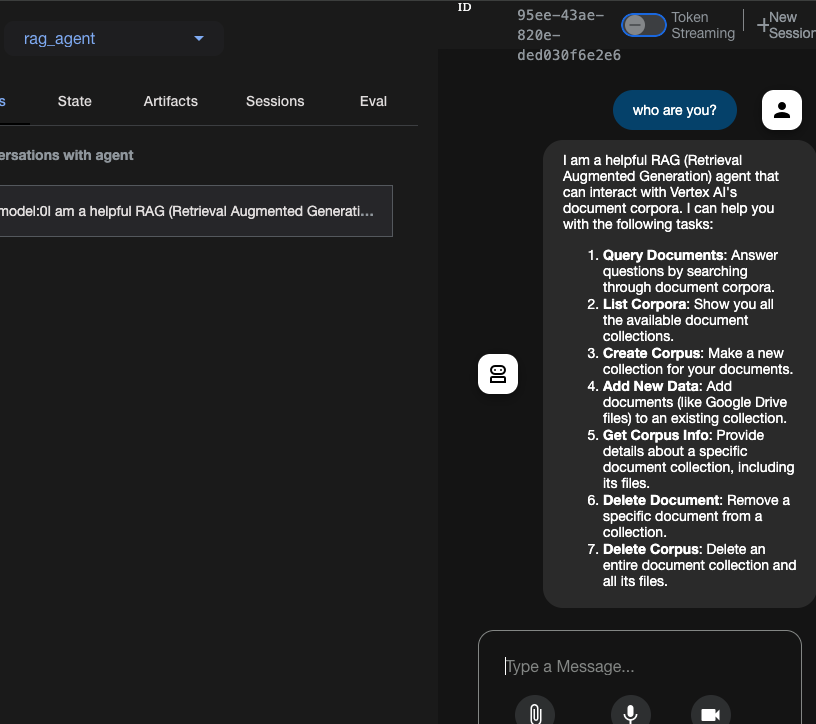 ID
95ee-43ae-
820e-
ded030f6e2e6
Token
Streaming
New
Session
rag_agent
s
State
Artifacts
Sessions
Eval
ersations with agent
model:0I am a helpful RAG (Retrieval Augmented Generati...
who are you?
I am a helpful RAG (Retrieval
Augmented Generation) agent that
can interact with Vertex AI's
document corpora. I can help you
with the following tasks:
1. Query Documents: Answer
questions by searching
through document corpora.
2. List Corpora: Show you all
the available document
collections.
3. Create Corpus: Make a new
collection for your documents.
4. Add New Data: Add
documents (like Google Drive
files) to an existing collection.
5. Get Corpus Info: Provide
details about a specific
document collection, including
its files.
6. Delete Document: Remove a
specific document from a
collection.
7. Delete Corpus: Delete an
entire document collection and
all its files.
Type a Message...